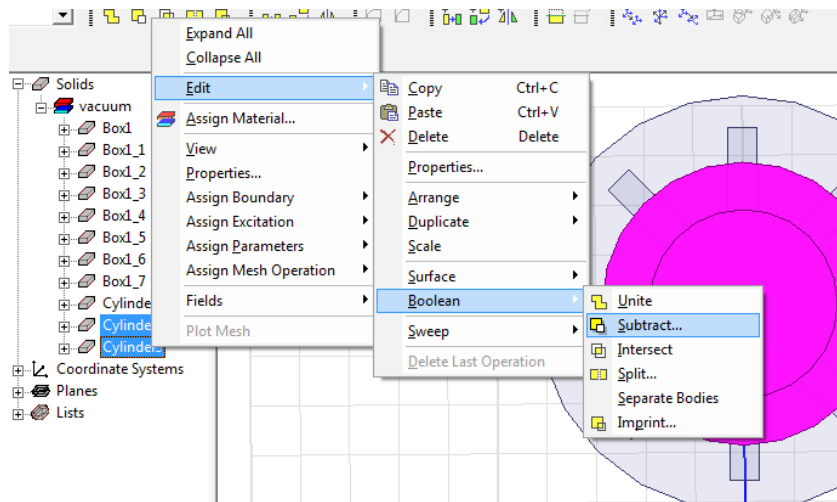 Expand All
Collapse All
Edit
Assign Material...
View
Properties...
Assign Boundary
Assign Excitation
Assign Parameters
Assign Mesh Operation
Fields
Plot Mesh
Copy Ctrl+C
Paste Ctrl+V
Delete Delete
Properties...
Arrange
Duplicate
Scale
Surface
Boolean
Sweep
Delete Last Operation
Unite
Subtract...
Intersect
Split...
Separate Bodies
Imprint...
Solids
vacuum
Box1
Box1_1
Box1_2
Box1_3
Box1_4
Box1_5
Box1_6
Box1_7
Cylinde
Cylinde
Coordinate Systems
Planes
Lists